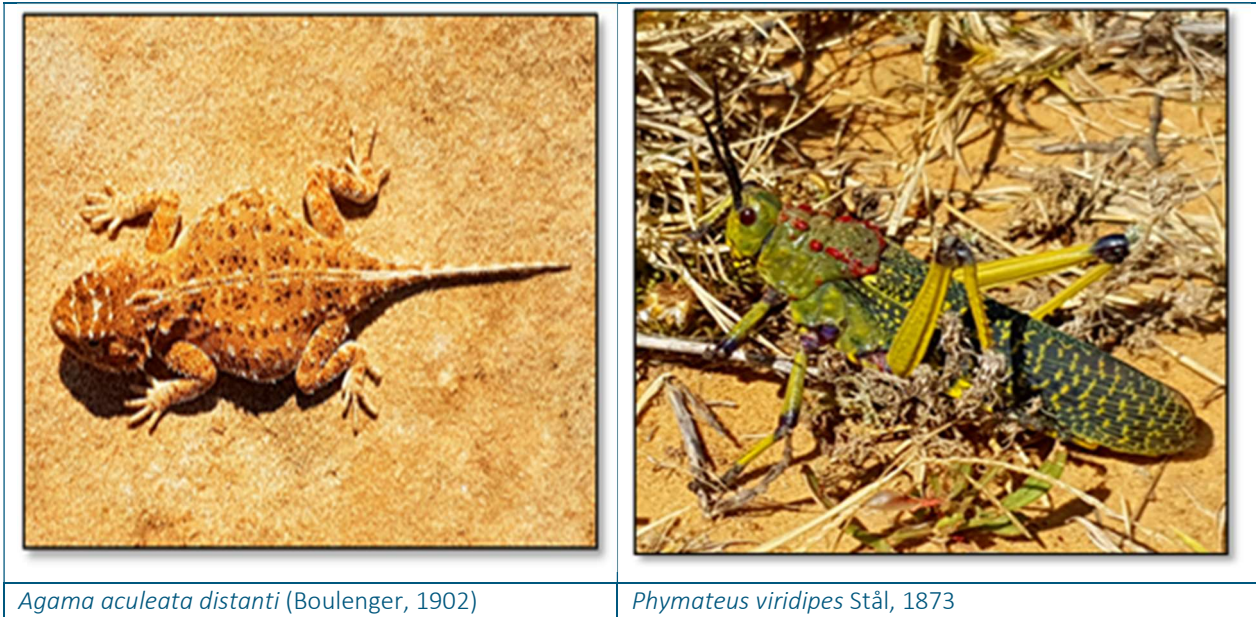 Agama aculeata distanti (Boulenger, 1902)
Phymateus viridipes Stål, 1873